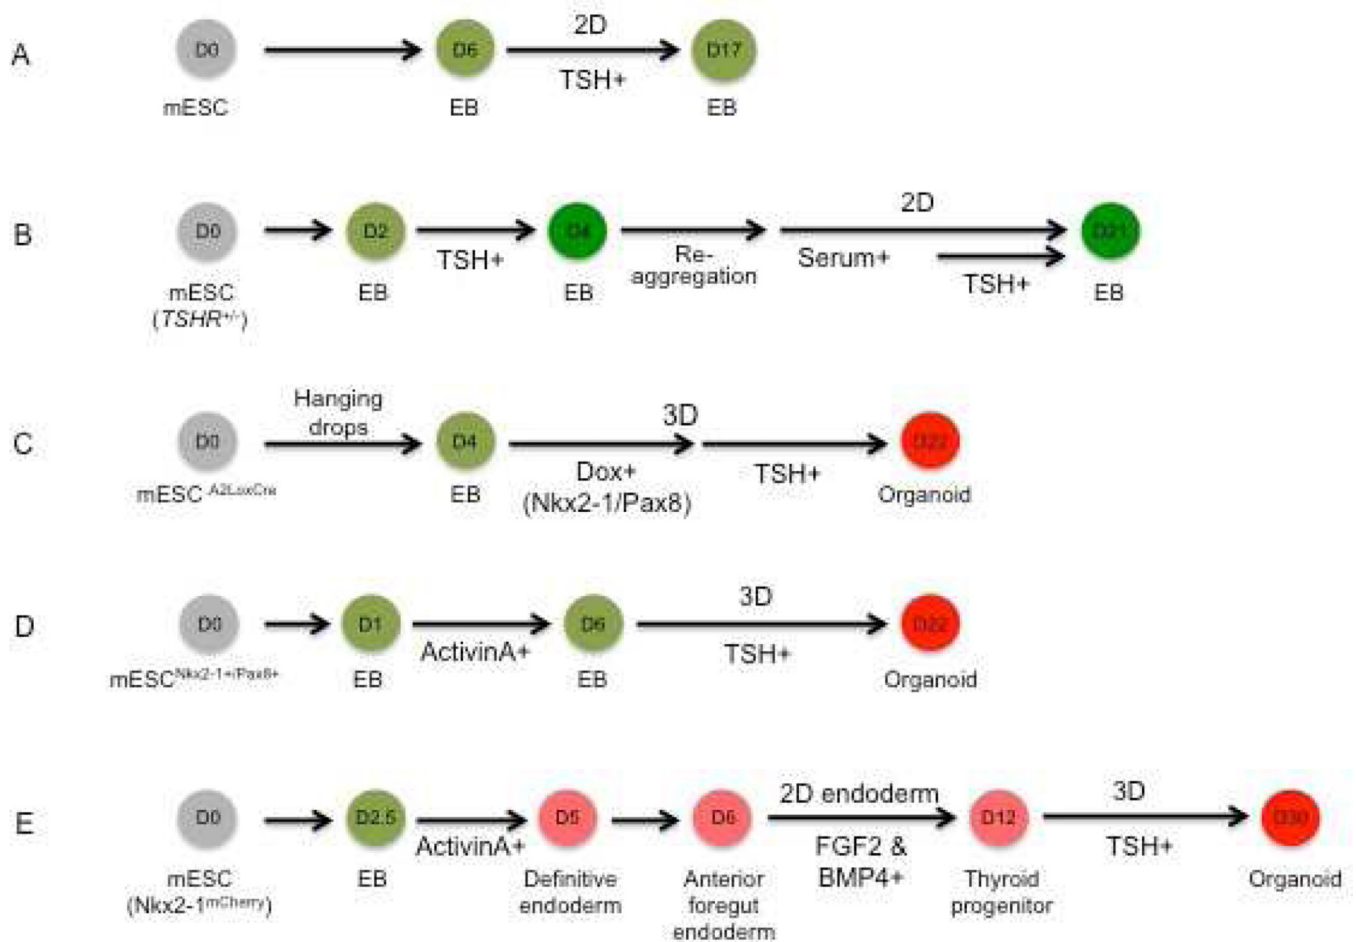 A
D0
D6
2D
D17
TSH+
mESC
EB
EB
B
D0
D2
D4
2D
D21
TSH+
Re-
aggregation
Serum+
TSH+
mESC
(TSHR+/-)
EB
EB
EB
C
D0
Hanging
drops
D4
3D
D22
Dox+
(Nkx2-1/Pax8)
TSH+
mESC A2LoxCre
EB
Organoid
D
D0
D1
D6
3D
D22
ActivinA+
TSH+
mESCNkx2-1+/Pax8+
EB
EB
Organoid
E
D0
D2.5
D5
D6
2D endoderm
D12
3D
D30
ActivinA+
FGF2 &
BMP4+
TSH+
mESC
(Nkx2-1mCherry)
EB
Definitive
endoderm
Anterior
foregut
endoderm
Thyroid
progenitor
Organoid